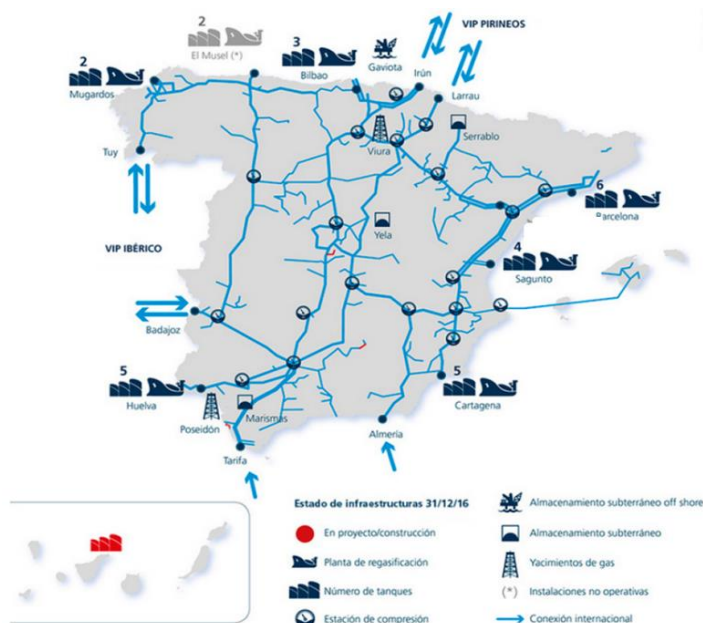 2
El Musel (*)
VIP PIRINEOS
3
Bilbao
Gaviota
Irún
Larrau
2
Mugardos
Tuy
Viura
Serrablo
6
arcelona
VIP IBÉRICO
Yela
4
Sagunto
Badajoz
5
Huelva
Poseidón
Marismas
Tarifa
Almería
5
Cartagena
Estado de infraestructuras 31/12/16
En proyecto/construcción
Planta de regasificación
Número de tanques
Estación de compresión
Almacenamiento subterráneo off shore
Almacenamiento subterráneo
Yacimientos de gas
(*) Instalaciones no operativas
Conexión internacional